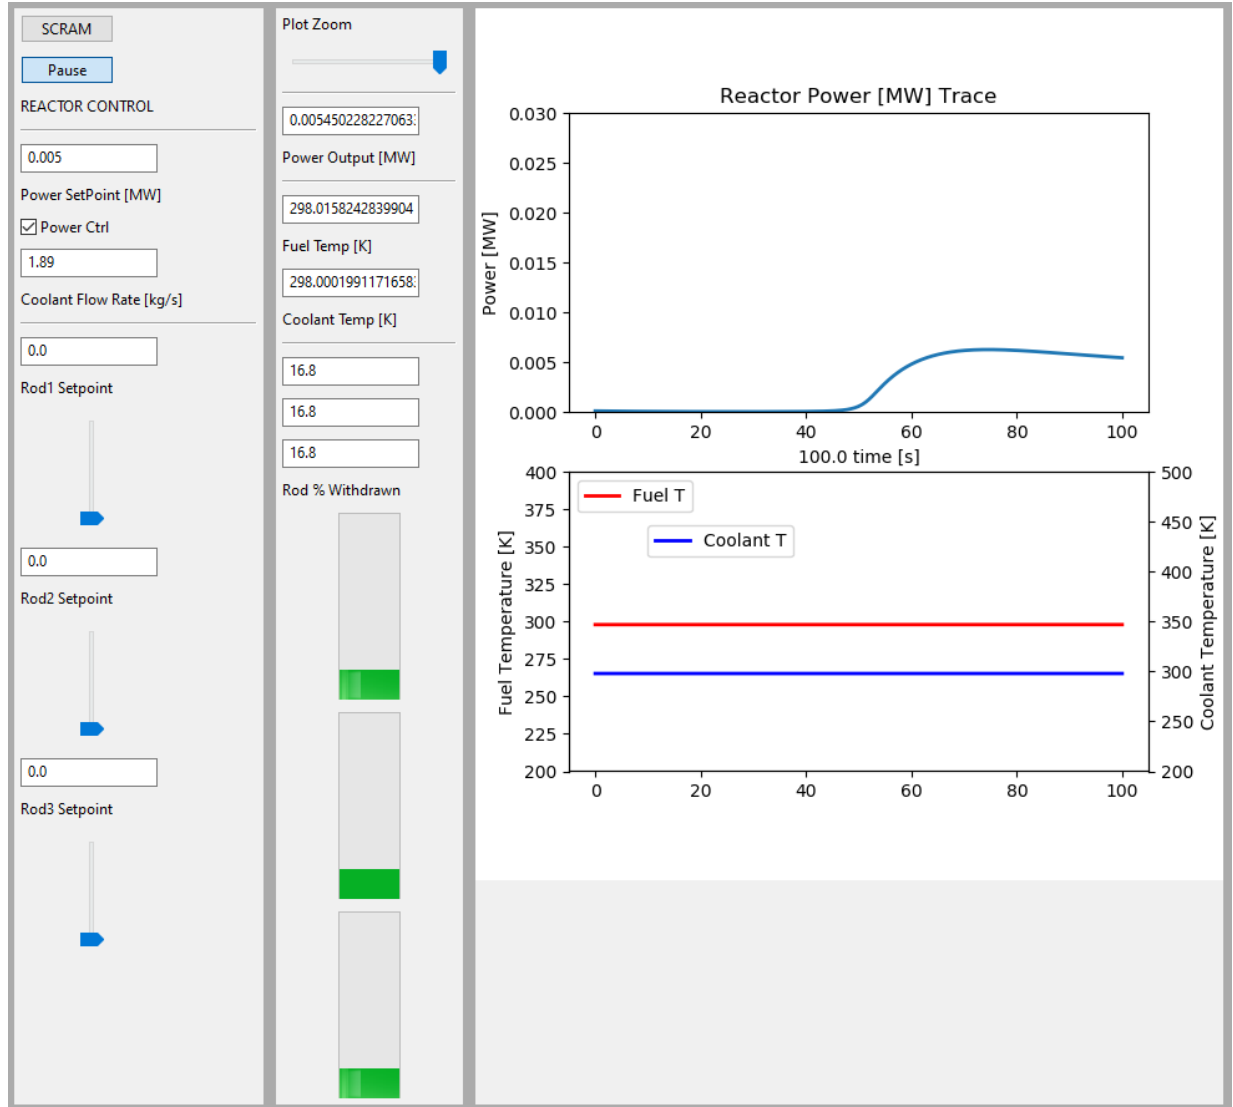 SCRAM
Pause
REACTOR CONTROL
0.005
Power SetPoint [MW]
Power Ctrl
1.89
Coolant Flow Rate [kg/s]
0.0
Rod1 Setpoint
0.0
Rod2 Setpoint
0.0
Rod3 Setpoint
Plot Zoom
0.005450228227063
Power Output [MW]
298.0158242839904
Fuel Temp [K]
298.000199117165
Coolant Temp [K]
16.8
16.8
16.8
Rod % Withdrawn
Reactor Power [MW] Trace
0.030
0.025
0.020
0.015
0.010
0.005
0.000
Power [MW]
0 20 40 60 80 100
100.0 time [s]
400
375
350
325
300
275
250
225
200
Fuel Temperature [K]
Fuel T
Coolant T
500
450
400
350
300
250
200
Coolant Temperature [K]
0 20 40 60 80 100